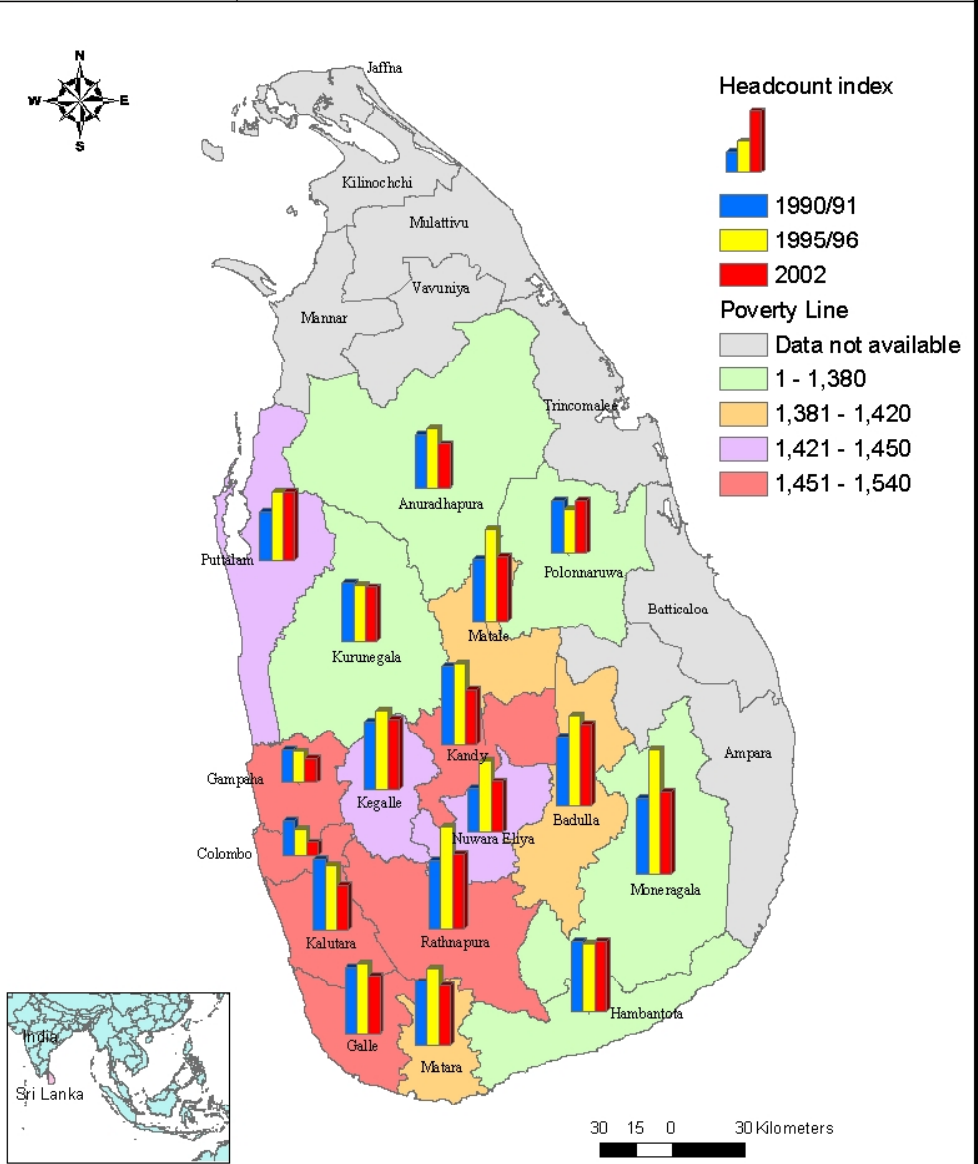 N
W E
S
Jaffna
Kilinochchi
Mulattivu
Vavuniya
Mannar
Trincomalee
Anuradhapura
Puttalam
Polonnaruwa
Batticaloa
Matale
Kurunegala
Kandy
Ampara
Gampaha
Kegalle
Badulla
Nuwara Eliya
Colombo
Moneragala
Kalutara
Rathnapura
Hambantota
Galle
Matara
Headcount index
1990/91
1995/96
2002
Poverty Line
Data not available
1 - 1,380
1,381 - 1,420
1,421 - 1,450
1,451 - 1,540
India
Sri Lanka
30 15 0 30 Kilometers